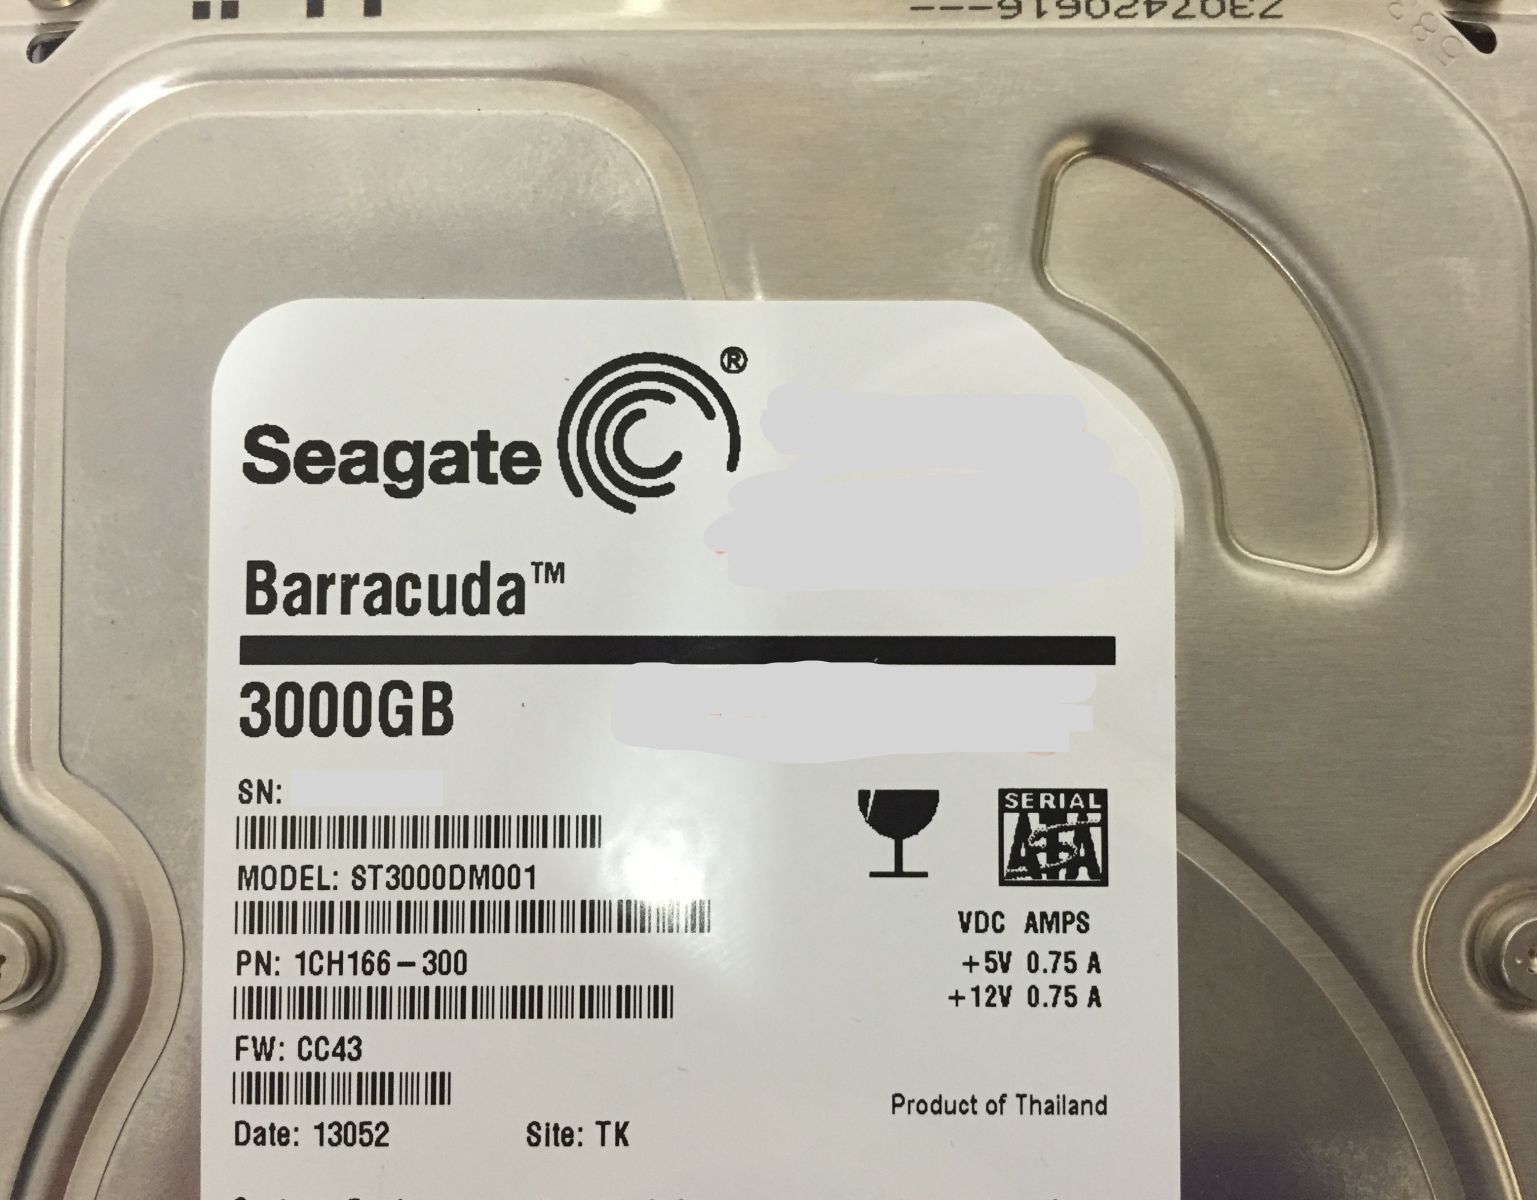 Seagate ®
Barracuda™
3000GB
SN:
MODEL: ST3000DM001
PN: 1CH166-300
FW: CC43
Date: 13052 Site: TK
SERIAL
ATA
VDC AMPS
+5V 0.75 A
+12V 0.75 A
Product of Thailand